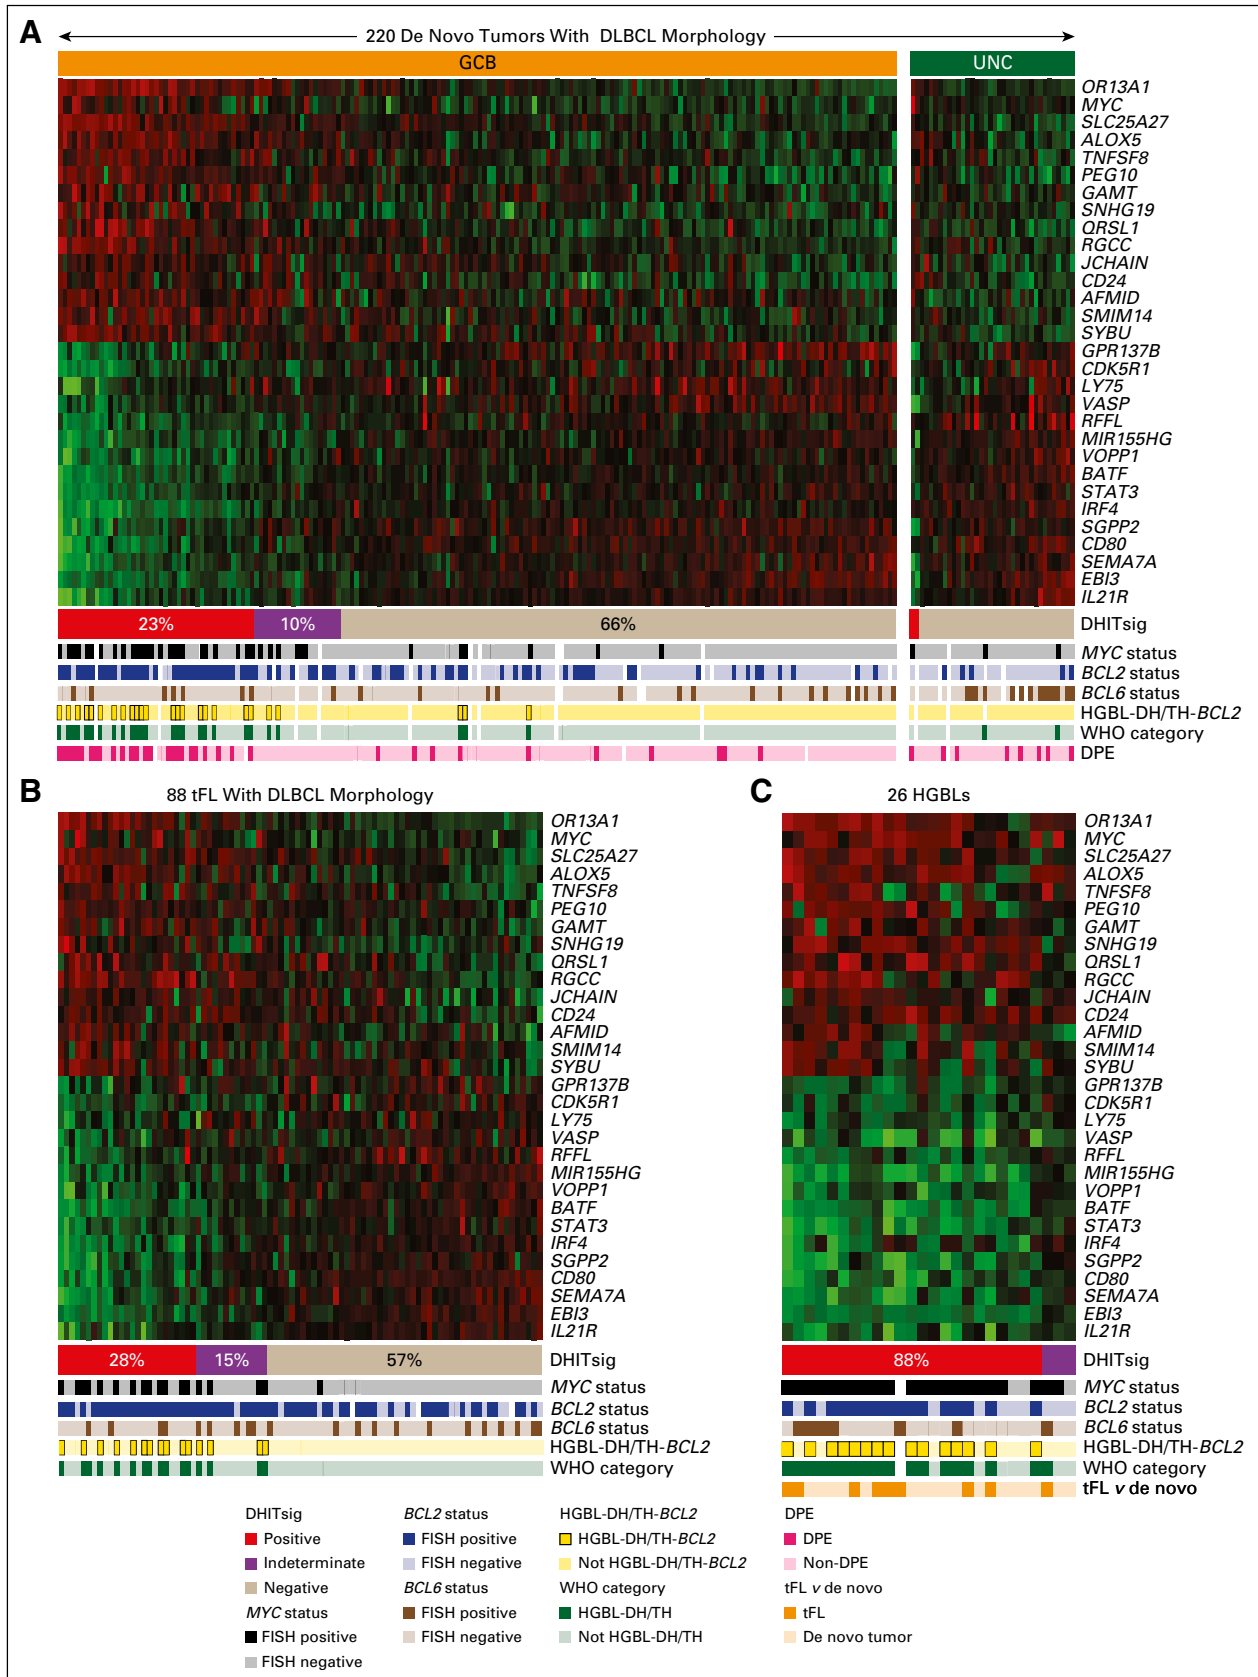 A
220 De Novo Tumors With DLBCL Morphology
GCB
UNC
OR13A1
MYC
SLC25A27
ALOX5
TNFSF8
PEG10
GAMT
SNHG19
QRSL1
RGCC
JCHAIN
CD24
AFMID
SMIM14
SYBU
GPR137B
CDK5R1
LY75
VASP
RFFL
MIR155HG
VOPP1
BATF
STAT3
IRF4
SGPP2
CD80
SEMA7A
EBI3
IL21R
23% 10% 66% DHITsig
MYC status
BCL2 status
BCL6 status
HGBL-DH/TH-BCL2
WHO category
DPE
B
88 tFL With DLBCL Morphology
OR13A1
MYC
SLC25A27
ALOX5
TNFSF8
PEG10
GAMT
SNHG19
QRSL1
RGCC
JCHAIN
CD24
AFMID
SMIM14
SYBU
GPR137B
CDK5R1
LY75
VASP
RFFL
MIR155HG
VOPP1
BATF
STAT3
IRF4
SGPP2
CD80
SEMA7A
EBI3
IL21R
28% 15% 57% DHITsig
MYC status
BCL2 status
BCL6 status
HGBL-DH/TH-BCL2
WHO category
C
26 HGBLs
OR13A1
MYC
SLC25A27
ALOX5
TNFSF8
PEG10
GAMT
SNHG19
QRSL1
RGCC
JCHAIN
CD24
AFMID
SMIM14
SYBU
GPR137B
CDK5R1
LY75
VASP
RFFL
MIR155HG
VOPP1
BATF
STAT3
IRF4
SGPP2
CD80
SEMA7A
EBI3
IL21R
88% DHITsig
MYC status
BCL2 status
BCL6 status
HGBL-DH/TH-BCL2
WHO category
tFL v de novo
DHITsig
Positive
Indeterminate
Negative
MYC status
FISH positive
FISH negative
BCL2 status
FISH positive
FISH negative
BCL6 status
FISH positive
FISH negative
HGBL-DH/TH-BCL2
HGBL-DH/TH-BCL2
Not HGBL-DH/TH-BCL2
WHO category
HGBL-DH/TH
Not HGBL-DH/TH
DPE
DPE
Non-DPE
tFL v de novo
tFL
De novo tumor